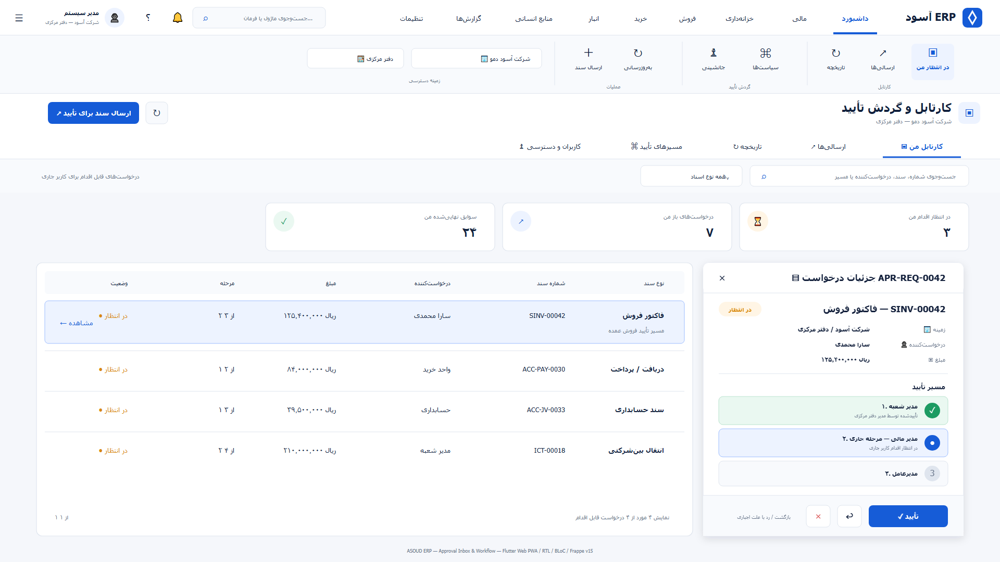 آسود ERP
داشبورد
مالی
خزانه‌داری
فروش
خرید
انبار
منابع انسانی
گزارش‌ها
تنظیمات
جست‌وجوی ماژول یا فرمان...
؟
مدیر سیستم
شرکت آسود – دفتر مرکزی
در انتظار من
ارسالی‌ها
تاریخچه
کارتابل
سیاست‌ها
جانشینی
گردش تأیید
به‌روزرسانی
ارسال سند
عملیات
شرکت آسود دمو
دفتر مرکزی
زمینه دسترسی
کارتابل و گردش تأیید
شرکت آسود دمو — دفتر مرکزی
ارسال سند برای تأیید ↗
کارتابل من
ارسالی‌ها ↗
تاریخچه ↻
مسیرهای تأیید ⌘
کاربران و دسترسی
جست‌وجوی شماره، سند، درخواست‌کننده یا مسیر
همه نوع اسناد
درخواست‌های قابل اقدام برای کاربر جاری
در انتظار اقدام من
۳
درخواست‌های باز من
۷
سوابق نهایی‌شده من
۲۴
جزئیات درخواست APR-REQ-0042
×
فاکتور فروش — SINV-00042
در انتظار
زمینه
شرکت آسود / دفتر مرکزی
درخواست‌کننده
سارا محمدی
مبلغ
۱۲۵,۴۰۰,۰۰۰ ریال
مسیر تأیید
۱. مدیر شعبه
تأییدشده توسط مدیر دفتر مرکزی
۲. مدیر مالی — مرحله جاری
در انتظار اقدام کاربر جاری
3
۳. مدیرعامل
تأیید ✓
بازگشت / رد با علت اجباری
نوع سند
شماره سند
درخواست‌کننده
مبلغ
مرحله
وضعیت
فاکتور فروش
مسیر تأیید فروش عمده
SINV-00042
سارا محمدی
۱۲۵,۴۰۰,۰۰۰ ریال
۲ از ۳
در انتظار ●
مشاهده ←
دریافت / پرداخت
ACC-PAY-0030
واحد خرید
۸۴,۰۰۰,۰۰۰ ریال
۱ از ۲
در انتظار ●
سند حسابداری
ACC-JV-0033
حسابداری
۳۹,۵۰۰,۰۰۰ ریال
۱ از ۳
در انتظار ●
انتقال بین‌شرکتی
ICT-00018
مدیر شعبه
۲۱۰,۰۰۰,۰۰۰ ریال
۲ از ۴
در انتظار ●
نمایش ۴ مورد از ۴ درخواست قابل اقدام
۱ از ۱
ASOUD ERP — Approval Inbox & Workflow — Flutter Web PWA / RTL / BLoC / Frappe v15